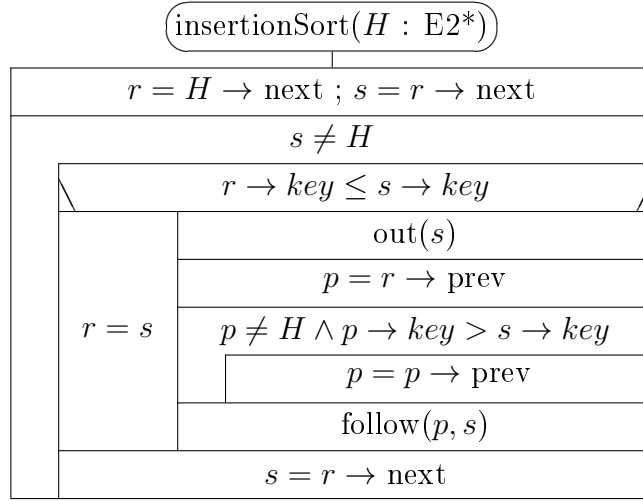 insertionSort(H : E2*)
r = H → next ; s = r → next
s ≠ H
r → key ≤ s → key
r = s
out(s)
p = r → prev
p ≠ H ∧ p → key > s → key
p = p → prev
follow(p, s)
s = r → next